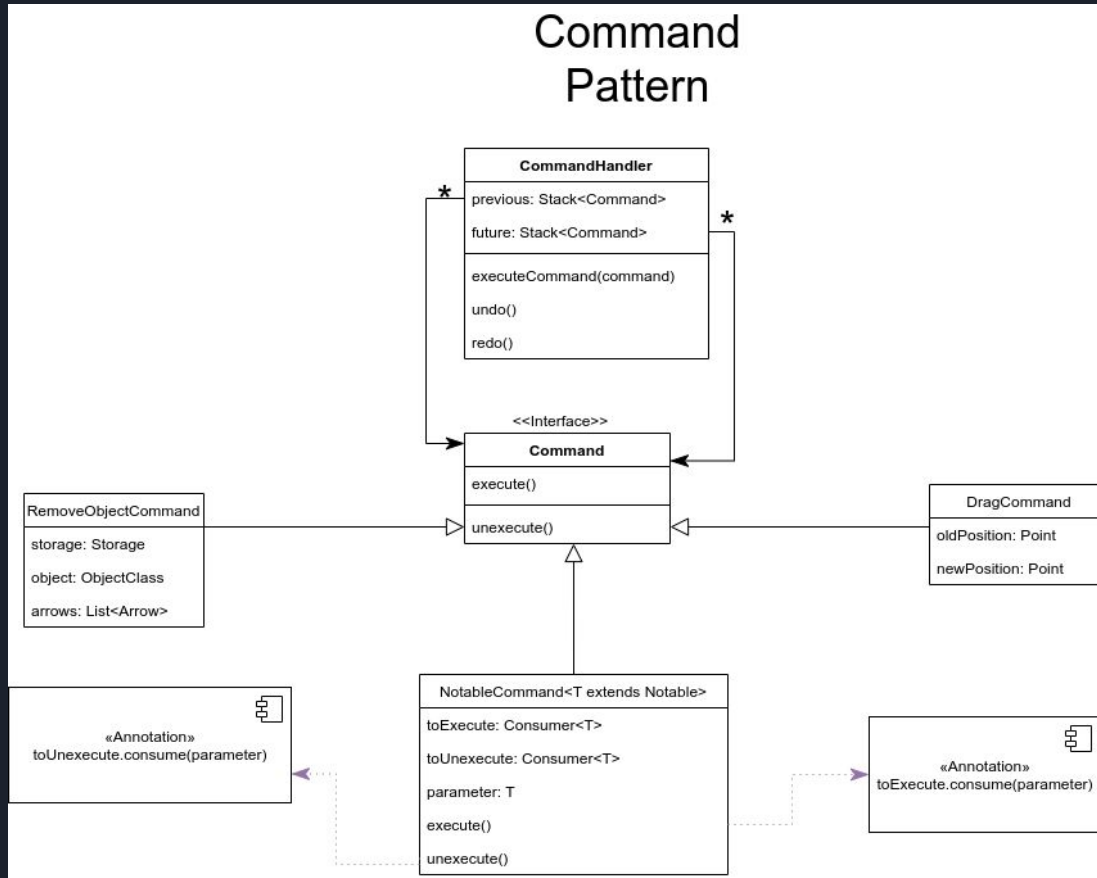 Command
Pattern
CommandHandler
*
previous: Stack<Command>
*
future: Stack<Command>
executeCommand(command)
undo()
redo()
<<Interface>>
Command
execute()
unexecute()
RemoveObjectCommand
storage: Storage
object: ObjectClass
arrows: List<Arrow>
DragCommand
oldPosition: Point
newPosition: Point
NotableCommand<T extends Notable>
toExecute: Consumer<T>
toUnexecute: Consumer<T>
parameter: T
execute()
unexecute()
«Annotation»
toUnexecute.consume(parameter)
«Annotation»
toExecute.consume(parameter)